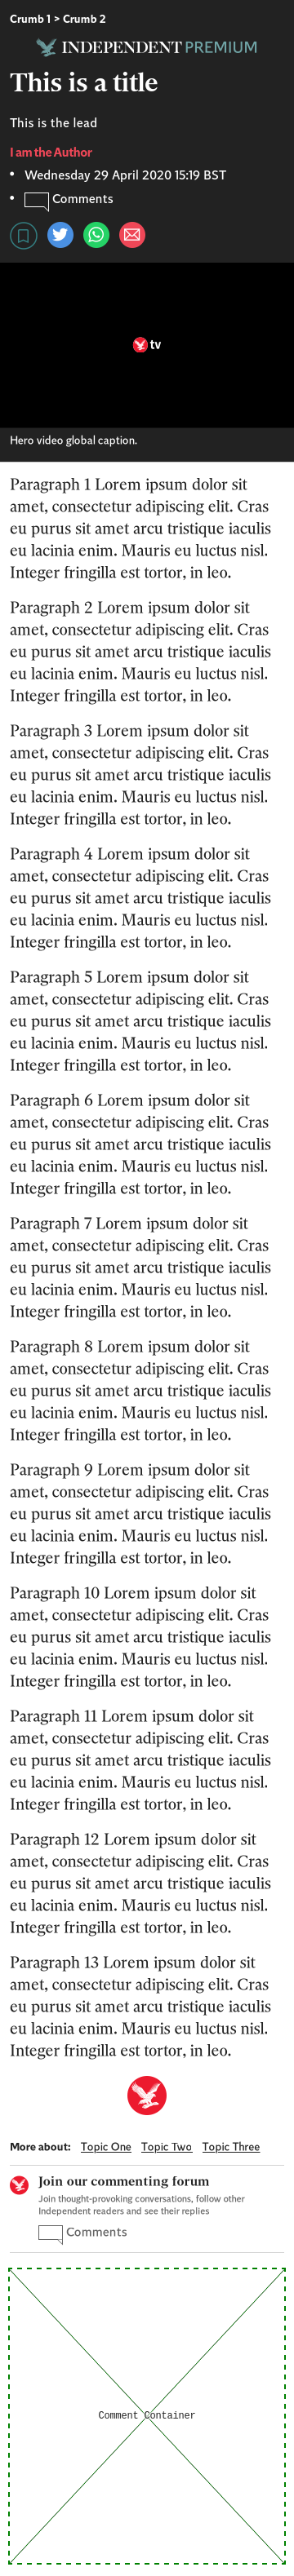 Crumb 1 > Crumb 2
INDEPENDENT PREMIUM
This is a title
This is the lead
I am the Author
• Wednesday 29 April 2020 15:19 BST
• Comments
tv
Hero video global caption.
Paragraph 1 Lorem ipsum dolor sit
amet, consectetur adipiscing elit. Cras
eu purus sit amet arcu tristique iaculis
eu lacinia enim. Mauris eu luctus nisl.
Integer fringilla est tortor, in leo.
Paragraph 2 Lorem ipsum dolor sit
amet, consectetur adipiscing elit. Cras
eu purus sit amet arcu tristique iaculis
eu lacinia enim. Mauris eu luctus nisl.
Integer fringilla est tortor, in leo.
Paragraph 3 Lorem ipsum dolor sit
amet, consectetur adipiscing elit. Cras
eu purus sit amet arcu tristique iaculis
eu lacinia enim. Mauris eu luctus nisl.
Integer fringilla est tortor, in leo.
Paragraph 4 Lorem ipsum dolor sit
amet, consectetur adipiscing elit. Cras
eu purus sit amet arcu tristique iaculis
eu lacinia enim. Mauris eu luctus nisl.
Integer fringilla est tortor, in leo.
Paragraph 5 Lorem ipsum dolor sit
amet, consectetur adipiscing elit. Cras
eu purus sit amet arcu tristique iaculis
eu lacinia enim. Mauris eu luctus nisl.
Integer fringilla est tortor, in leo.
Paragraph 6 Lorem ipsum dolor sit
amet, consectetur adipiscing elit. Cras
eu purus sit amet arcu tristique iaculis
eu lacinia enim. Mauris eu luctus nisl.
Integer fringilla est tortor, in leo.
Paragraph 7 Lorem ipsum dolor sit
amet, consectetur adipiscing elit. Cras
eu purus sit amet arcu tristique iaculis
eu lacinia enim. Mauris eu luctus nisl.
Integer fringilla est tortor, in leo.
Paragraph 8 Lorem ipsum dolor sit
amet, consectetur adipiscing elit. Cras
eu purus sit amet arcu tristique iaculis
eu lacinia enim. Mauris eu luctus nisl.
Integer fringilla est tortor, in leo.
Paragraph 9 Lorem ipsum dolor sit
amet, consectetur adipiscing elit. Cras
eu purus sit amet arcu tristique iaculis
eu lacinia enim. Mauris eu luctus nisl.
Integer fringilla est tortor, in leo.
Paragraph 10 Lorem ipsum dolor sit
amet, consectetur adipiscing elit. Cras
eu purus sit amet arcu tristique iaculis
eu lacinia enim. Mauris eu luctus nisl.
Integer fringilla est tortor, in leo.
Paragraph 11 Lorem ipsum dolor sit
amet, consectetur adipiscing elit. Cras
eu purus sit amet arcu tristique iaculis
eu lacinia enim. Mauris eu luctus nisl.
Integer fringilla est tortor, in leo.
Paragraph 12 Lorem ipsum dolor sit
amet, consectetur adipiscing elit. Cras
eu purus sit amet arcu tristique iaculis
eu lacinia enim. Mauris eu luctus nisl.
Integer fringilla est tortor, in leo.
Paragraph 13 Lorem ipsum dolor sit
amet, consectetur adipiscing elit. Cras
eu purus sit amet arcu tristique iaculis
eu lacinia enim. Mauris eu luctus nisl.
Integer fringilla est tortor, in leo.
More about: Topic One Topic Two Topic Three
Join our commenting forum
Join thought-provoking conversations, follow other
Independent readers and see their replies
Comments
Comment Container